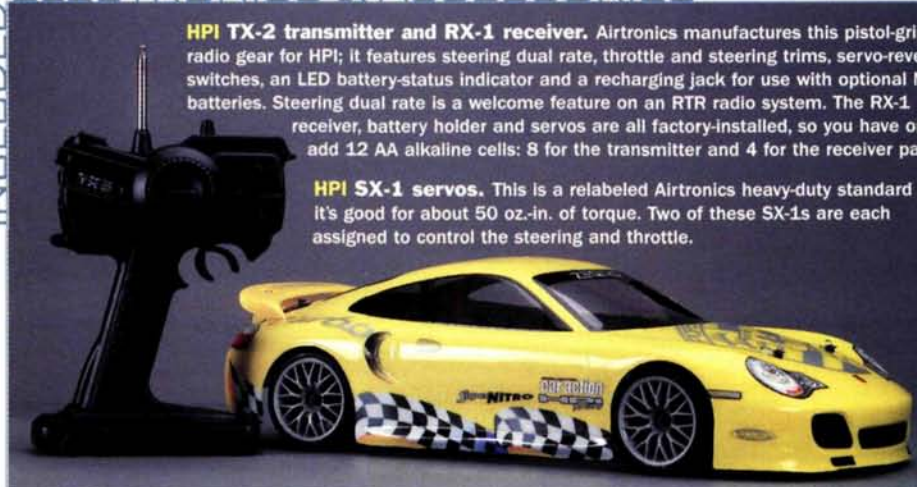 HPI TX-2 transmitter and RX-1 receiver. Airtronics manufactures this pistol-gri
radio gear for HPI; it features steering dual rate, throttle and steering trims, servo-reve
switches, an LED battery-status indicator and a recharging jack for use with optional
batteries. Steering dual rate is a welcome feature on an RTR radio system. The RX-1
receiver, battery holder and servos are all factory-installed, so you have o
add 12 AA alkaline cells: 8 for the transmitter and 4 for the receiver pa
HPI SX-1 servos. This is a relabeled Airtronics heavy-duty standard
it's good for about 50 oz.-in. of torque. Two of these SX-1s are each
assigned to control the steering and throttle.
NITRO
car action